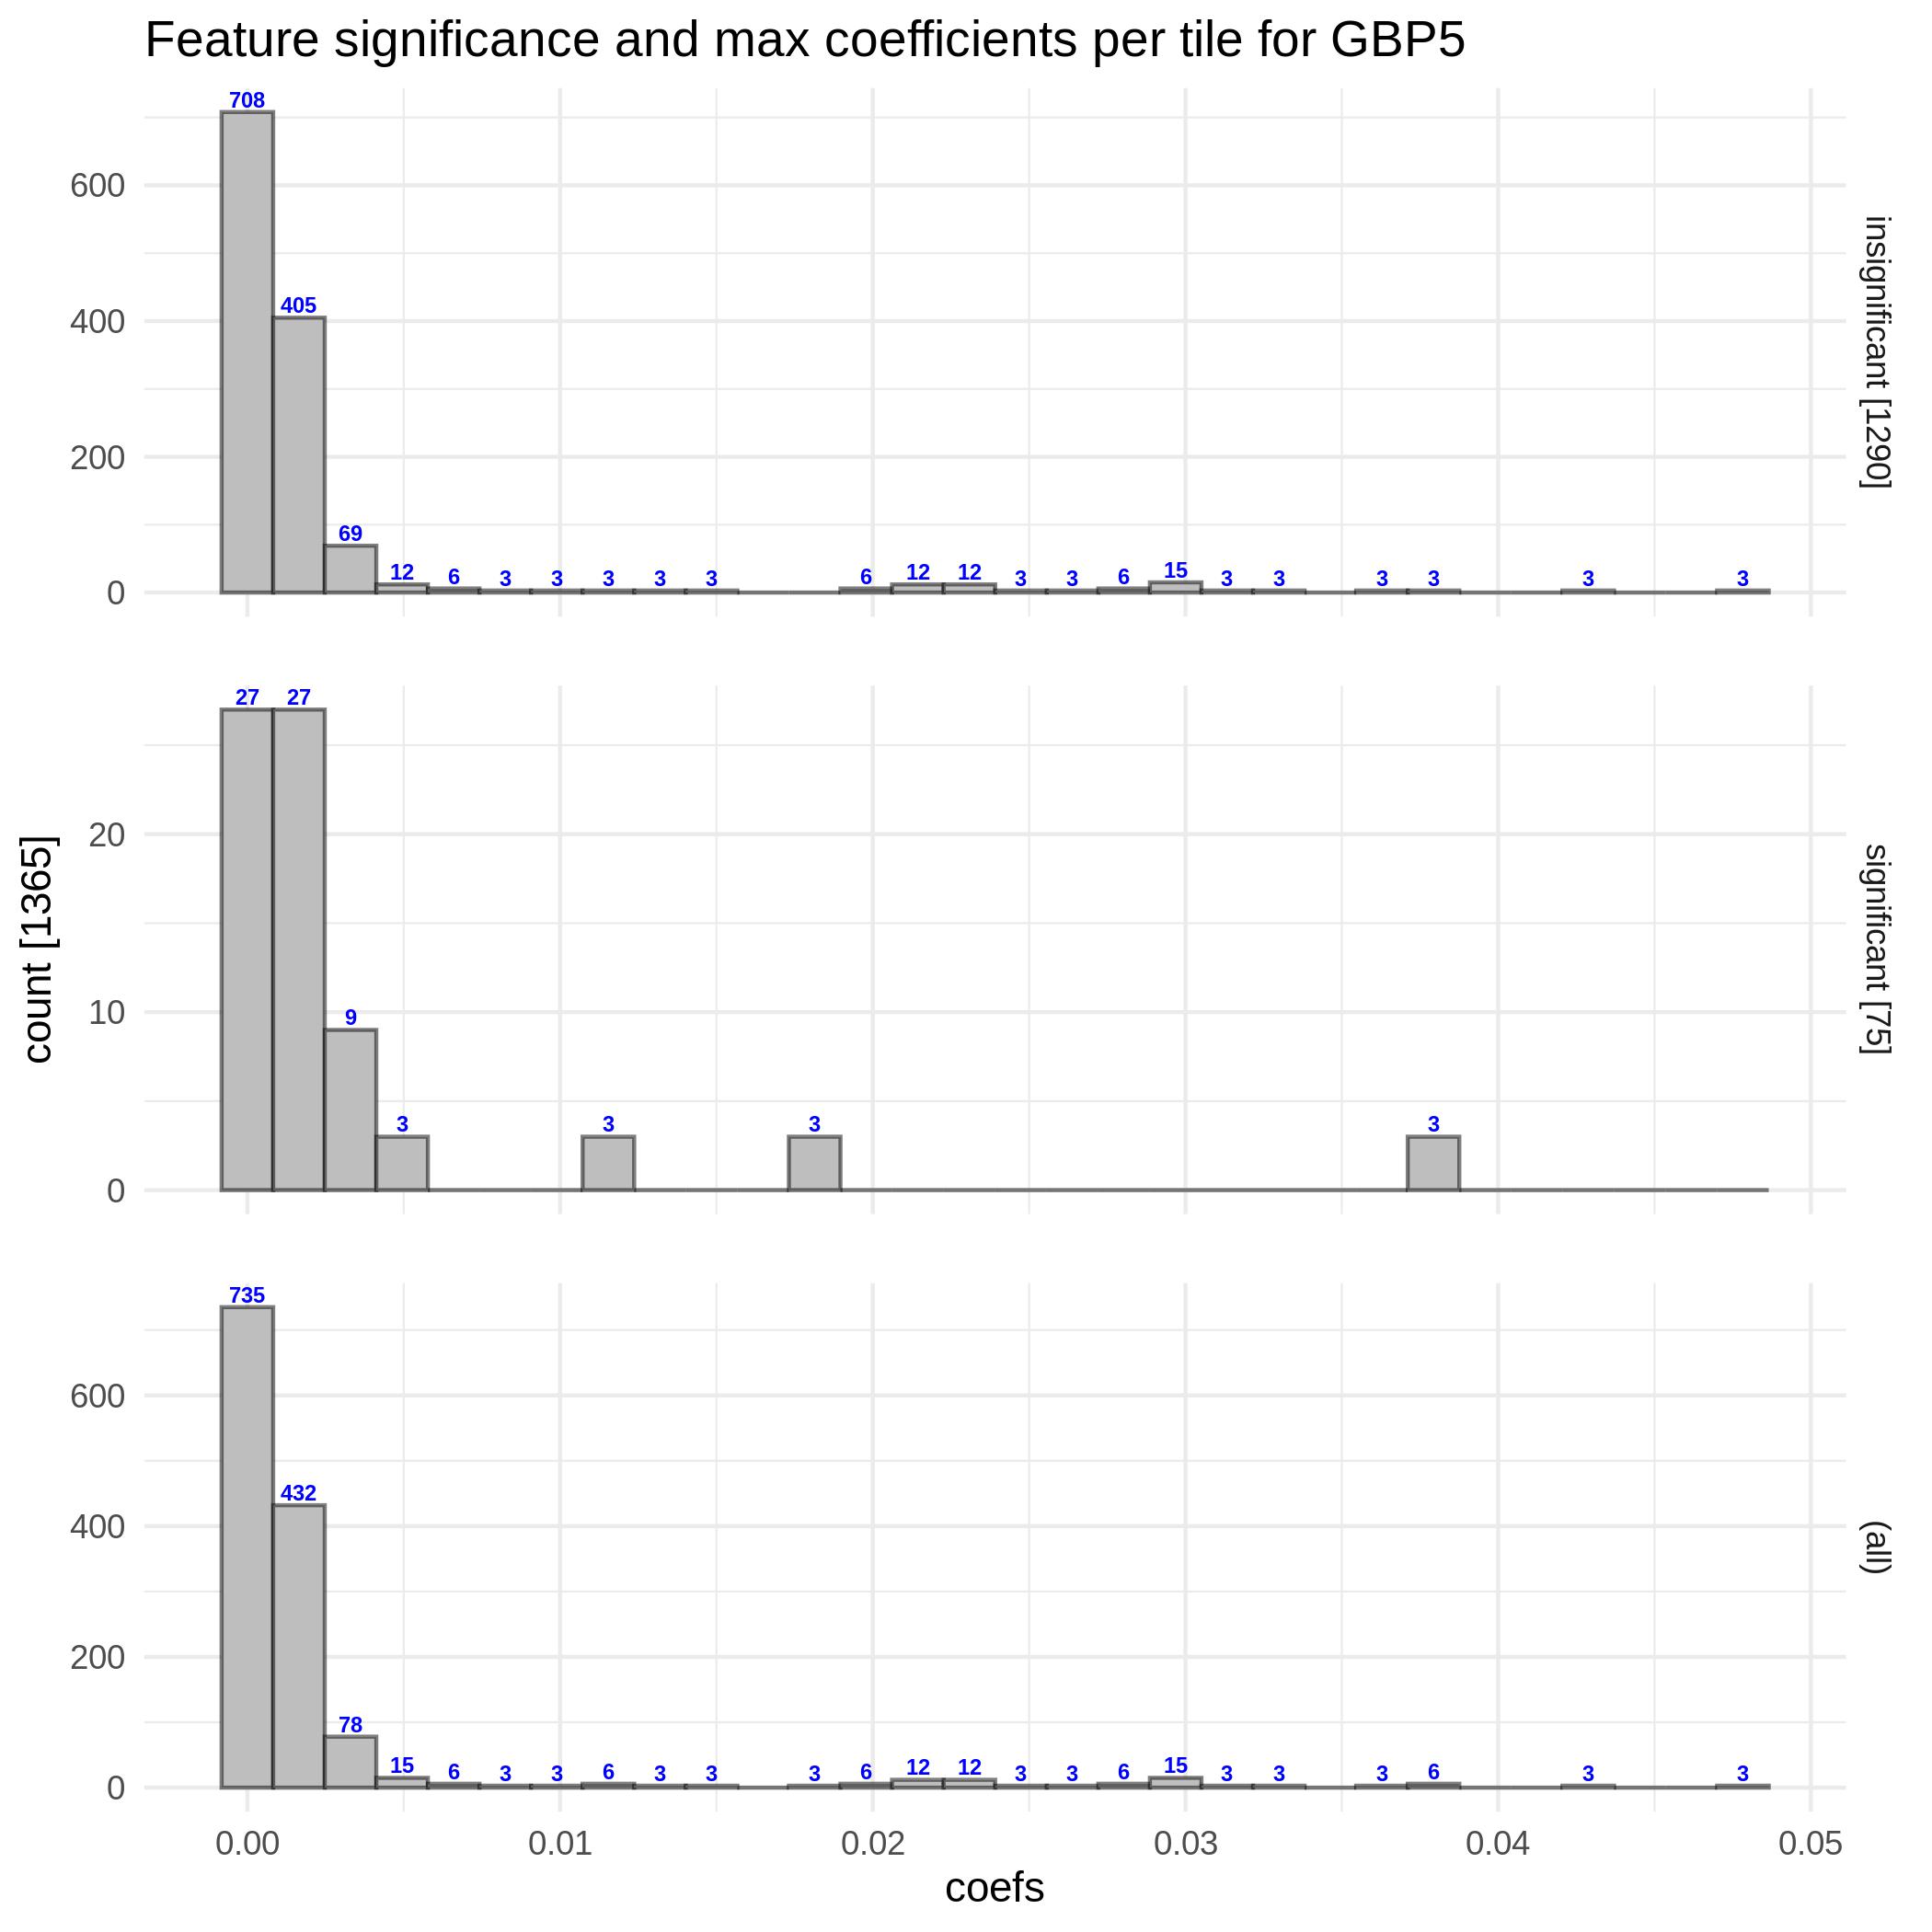 Feature significance and max coefficients per tile for GBP5
708
405
69
12 6 3 3 3 3 3 6 12 12 3 3 6 15 3 3 3 3 3 3
600
400
200
0
insignificant [1290]
27 27
9
3 3 3 3
20
10
0
significant [75]
count [1365]
735
432
78
15 6 3 3 6 3 3 3 6 12 12 3 3 6 15 3 3 3 6 3 3
600
400
200
0
(all)
0.00 0.01 0.02 0.03 0.04 0.05
coefs